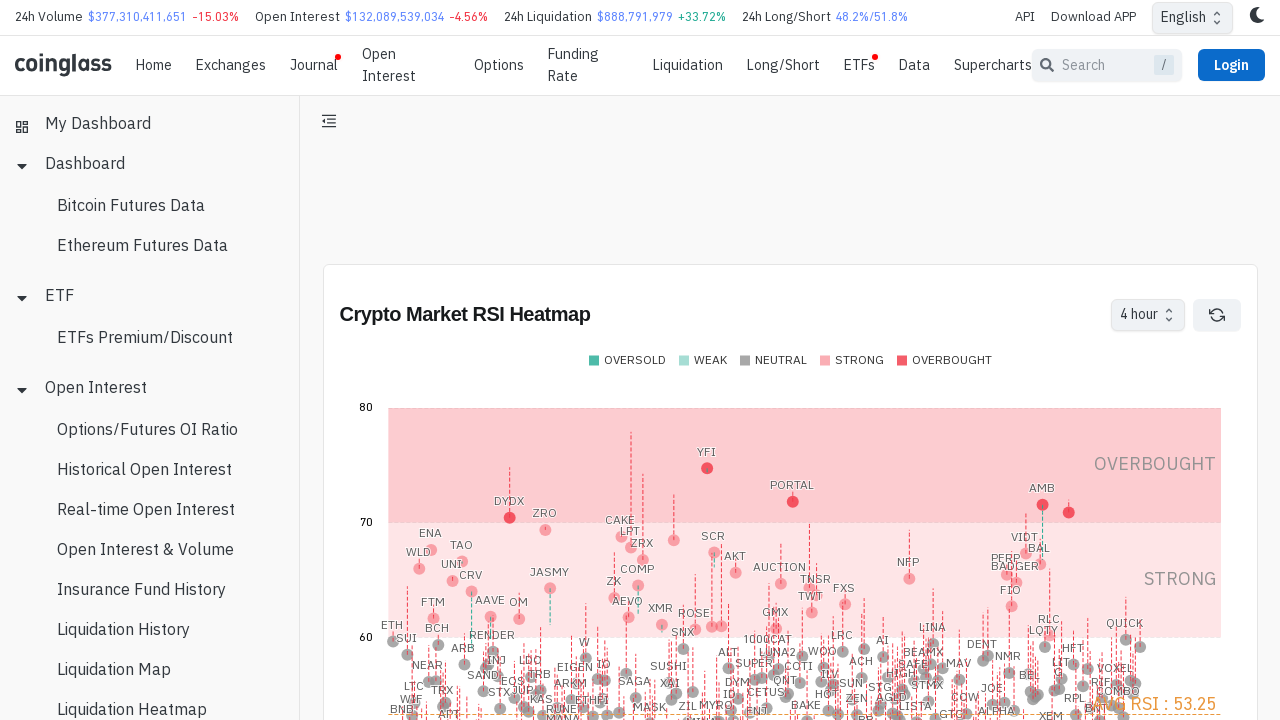 24h Volume $377,310,411,651 -15.03% Open Interest $132,089,539,034 -4.56% 24h Liquidation $888,791,979 +33.72% 24h Long/Short 48.2%/51.8% API Download APP English
coinglass Home Exchanges Journal Open Interest Options Funding Rate Liquidation Long/Short ETFs Data Supercharts Search / Login
My Dashboard
Dashboard
Bitcoin Futures Data
Ethereum Futures Data
ETF
ETFs Premium/Discount
Open Interest
Options/Futures OI Ratio
Historical Open Interest
Real-time Open Interest
Open Interest & Volume
Insurance Fund History
Liquidation History
Liquidation Map
Liquidation Heatmap
Crypto Market RSI Heatmap
4 hour
OVERSOLD WEAK NEUTRAL STRONG OVERBOUGHT
80
YFI
OVERBOUGHT
PORTAL
AMB
DYDX
ZRO
70
CAKE
ENA
LPT
SCR
VIDT
TAO
ZRX
BAL
WLD
AKT
PERP
UNI
NFP
BADGER
CRV
JASMY
COMP
AUCTION
STRONG
ZK
TNSR
FXS
FIO
TWT
FTM
AAVE
OM
AEVO
XMR
ROSE
GMX
RLC
ETH
BCH
SNX
LINA
LQTY
QUICK
60
SUI
RENDER
1000CAT
LRC
AI
ARB
W
ALT
LUNA2
WOO
BEAMX
DENT
HFT
NEAR
INJ
LDO
EIGEN
IO
SUSHI
SUPER
COTI
ACH
SAFE
MAV
NMR
LIT
VOXEL
SAND
EOS
TRB
ARKM
SAGA
XAI
DYM
QNT
ILV
SUN
HIGH
STMX
BEL
RIF
LTC
TRX
STX
JUP
ID
CETUS
HOT
STG
JOE
COMBO
WIF
KAS
ETHFI
MASK
ZIL
MYRO
BAKE
ZEN
LISTA
RPL
BNB
RUNE
ALPHA
RSI : 53.25
APT
XEM